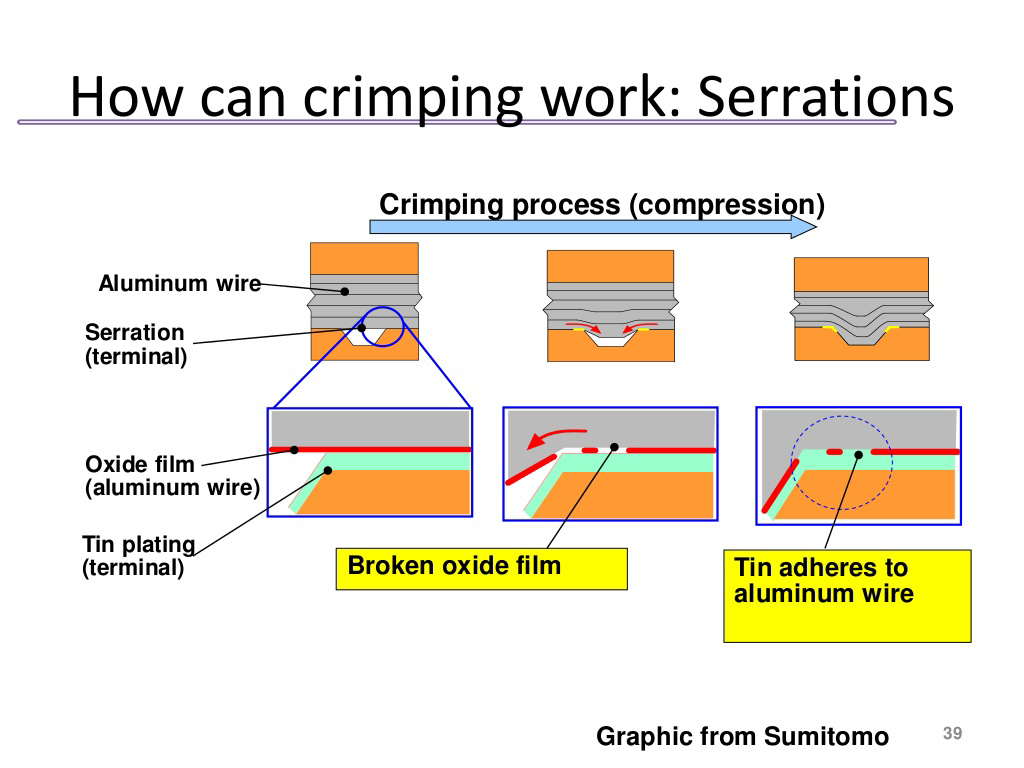 How can crimping work: Serrations
Crimping process (compression)
Aluminum wire
Serration
(terminal)
Oxide film
(aluminum wire)
Tin plating
(terminal)
Broken oxide film
Tin adheres to
aluminum wire
Graphic from Sumitomo
39